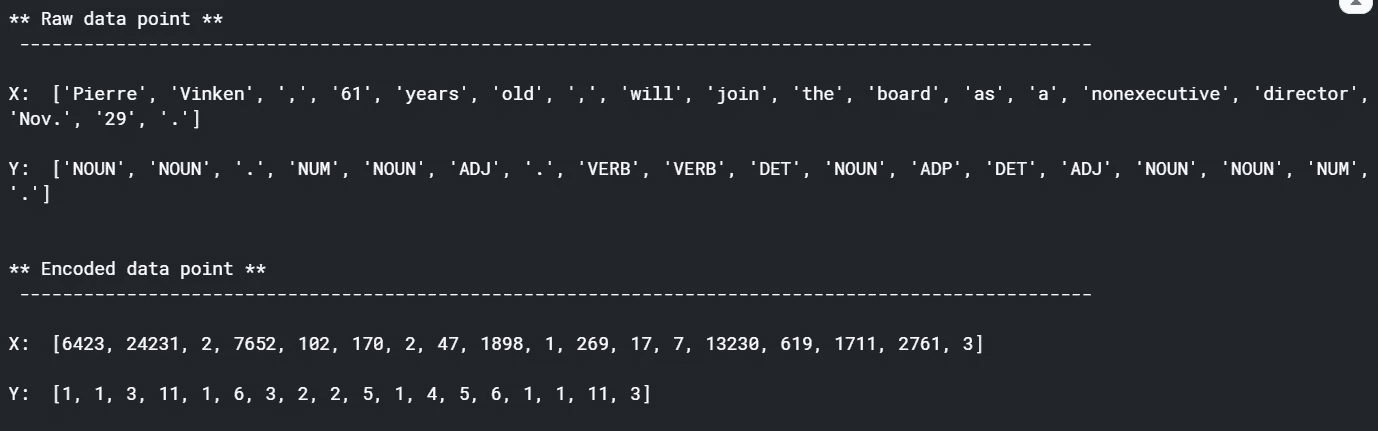 ** Raw data point **
----------------------------------------------------------------------------------------------------
X:  ['Pierre', 'Vinken', ',', '61', 'years', 'old', ',', 'will', 'join', 'the', 'board', 'as', 'a', 'nonexecutive', 'director',
'Nov.', '29', '.']
Y:  ['NOUN', 'NOUN', '.', 'NUM', 'NOUN', 'ADJ', '.', 'VERB', 'VERB', 'DET', 'NOUN', 'ADP', 'DET', 'ADJ', 'NOUN', 'NOUN', 'NUM',
'.']
** Encoded data point **
----------------------------------------------------------------------------------------------------
X:  [6423, 24231, 2, 7652, 102, 170, 2, 47, 1898, 1, 269, 17, 7, 13230, 619, 1711, 2761, 3]
Y:  [1, 1, 3, 11, 1, 6, 3, 2, 2, 5, 1, 4, 5, 6, 1, 1, 11, 3]